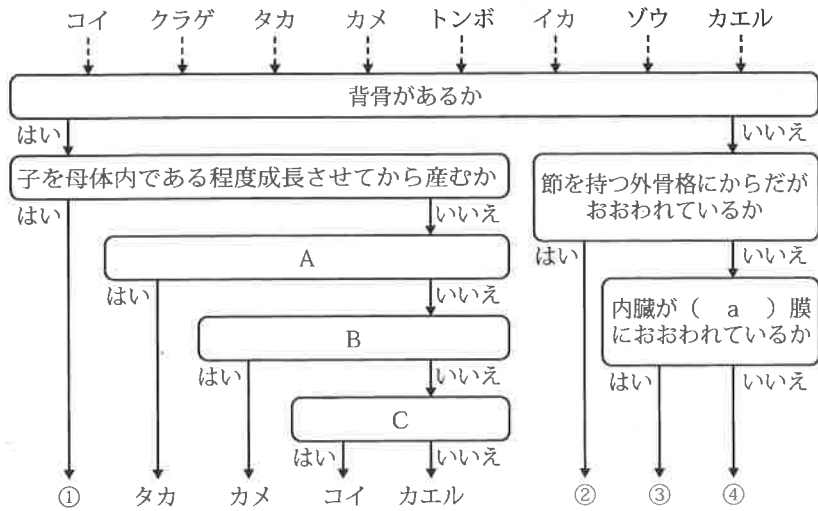 コイ クラゲ タカ カメ トンボ イカ ゾウ カエル
背骨があるか
はい いいえ
子を母体内である程度成長させてから産むか
節を持つ外骨格にからだが
おおわれているか
はい いいえ
A
はい いいえ
はい いいえ
内臓が( a )膜
におおわれているか
B
はい いいえ
はい いいえ
C
はい いいえ
① タカ カメ コイ カエル ② ③ ④